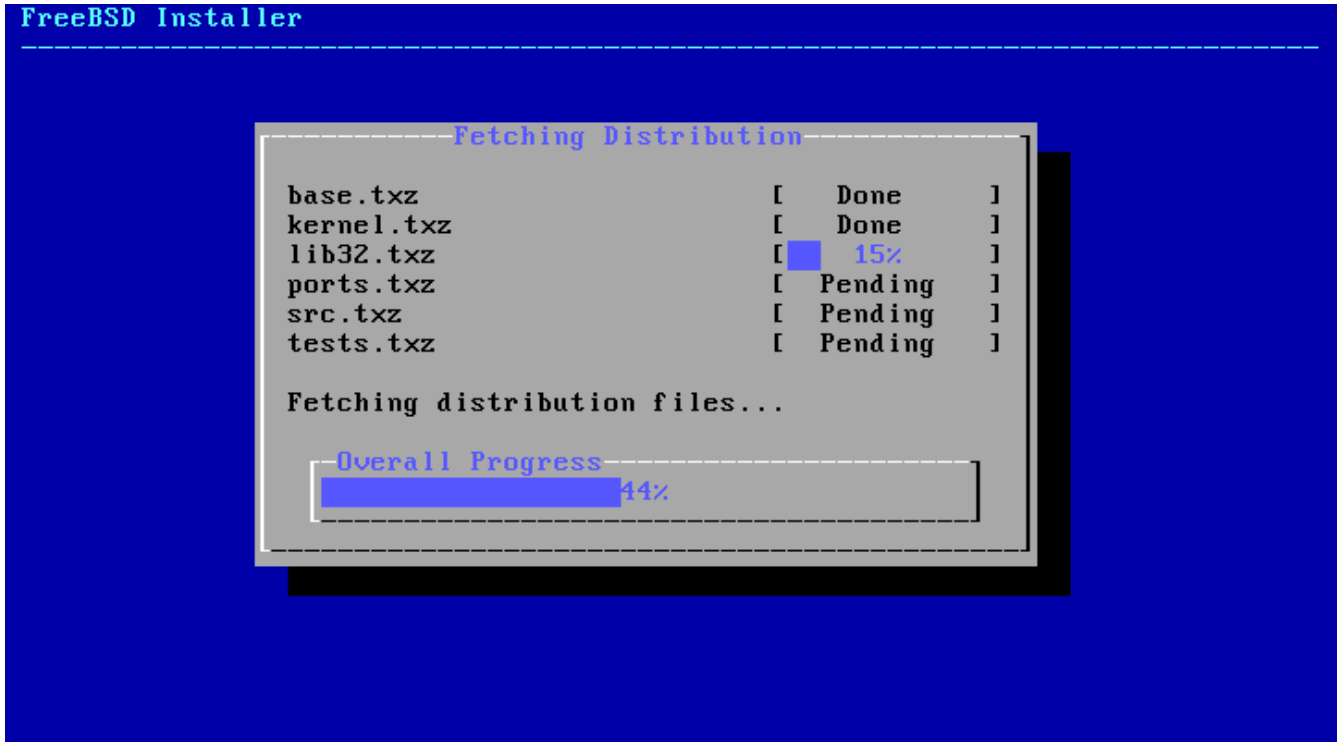 FreeBSD Installer
Fetching Distribution
base.txz [ Done ]
kernel.txz [ Done ]
lib32.txz [ 15% ]
ports.txz [ Pending ]
src.txz [ Pending ]
tests.txz [ Pending ]
Fetching distribution files...
Overall Progress
44%